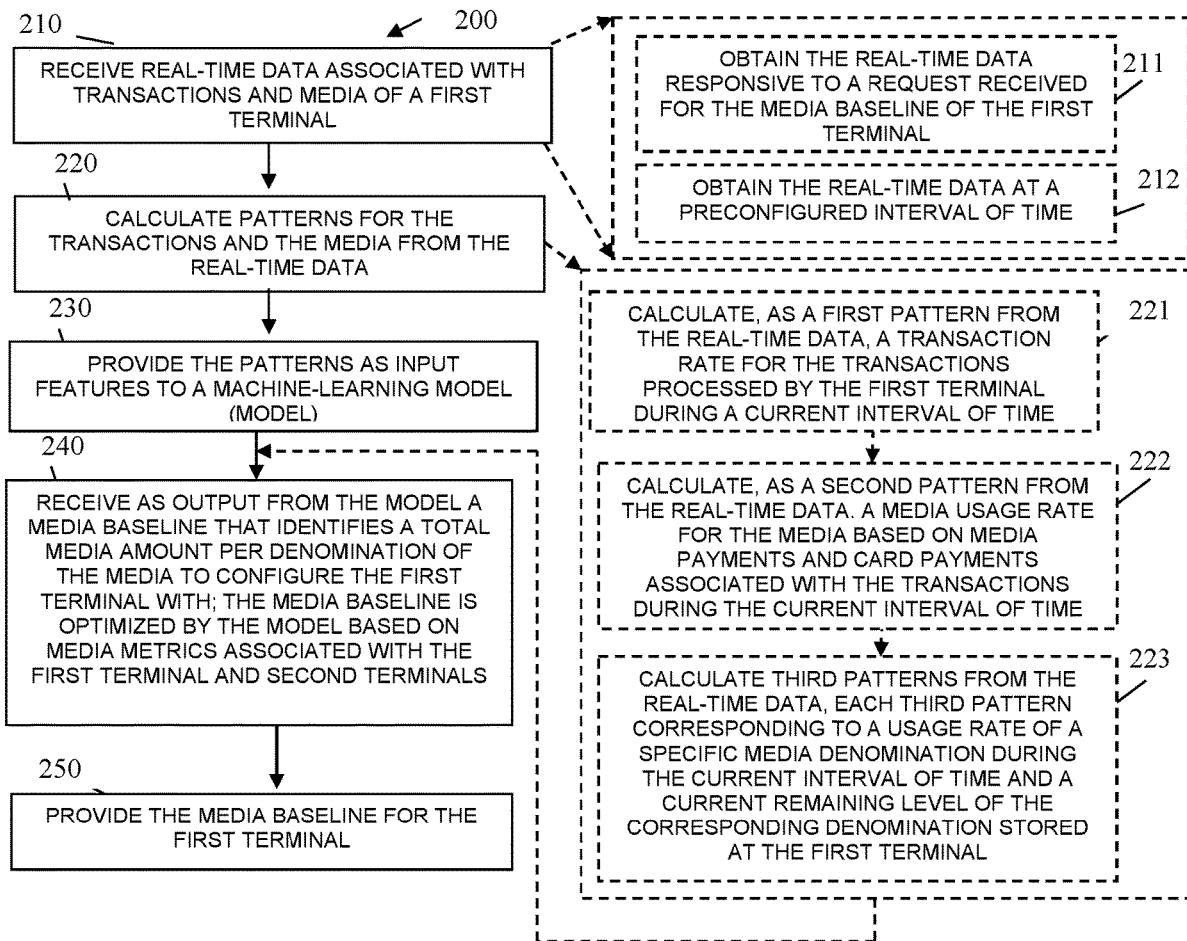 200
210
RECEIVE REAL-TIME DATA ASSOCIATED WITH
TRANSACTIONS AND MEDIA OF A FIRST
TERMINAL
211
OBTAIN THE REAL-TIME DATA
RESPONSIVE TO A REQUEST RECEIVED
FOR THE MEDIA BASELINE OF THE FIRST
TERMINAL
212
OBTAIN THE REAL-TIME DATA AT A
PRECONFIGURED INTERVAL OF TIME
220
CALCULATE PATTERNS FOR THE
TRANSACTIONS AND THE MEDIA FROM THE
REAL-TIME DATA
221
CALCULATE, AS A FIRST PATTERN FROM
THE REAL-TIME DATA, A TRANSACTION
RATE FOR THE TRANSACTIONS
PROCESSED BY THE FIRST TERMINAL
DURING A CURRENT INTERVAL OF TIME
222
CALCULATE, AS A SECOND PATTERN FROM
THE REAL-TIME DATA. A MEDIA USAGE RATE
FOR THE MEDIA BASED ON MEDIA
PAYMENTS AND CARD PAYMENTS
ASSOCIATED WITH THE TRANSACTIONS
DURING THE CURRENT INTERVAL OF TIME
223
CALCULATE THIRD PATTERNS FROM THE
REAL-TIME DATA, EACH THIRD PATTERN
CORRESPONDING TO A USAGE RATE OF A
SPECIFIC MEDIA DENOMINATION DURING
THE CURRENT INTERVAL OF TIME AND A
CURRENT REMAINING LEVEL OF THE
CORRESPONDING DENOMINATION STORED
AT THE FIRST TERMINAL
230
PROVIDE THE PATTERNS AS INPUT
FEATURES TO A MACHINE-LEARNING MODEL
(MODEL)
240
RECEIVE AS OUTPUT FROM THE MODEL A
MEDIA BASELINE THAT IDENTIFIES A TOTAL
MEDIA AMOUNT PER DENOMINATION OF
THE MEDIA TO CONFIGURE THE FIRST
TERMINAL WITH; THE MEDIA BASELINE IS
OPTIMIZED BY THE MODEL BASED ON
MEDIA METRICS ASSOCIATED WITH THE
FIRST TERMINAL AND SECOND TERMINALS
250
PROVIDE THE MEDIA BASELINE FOR THE
FIRST TERMINAL